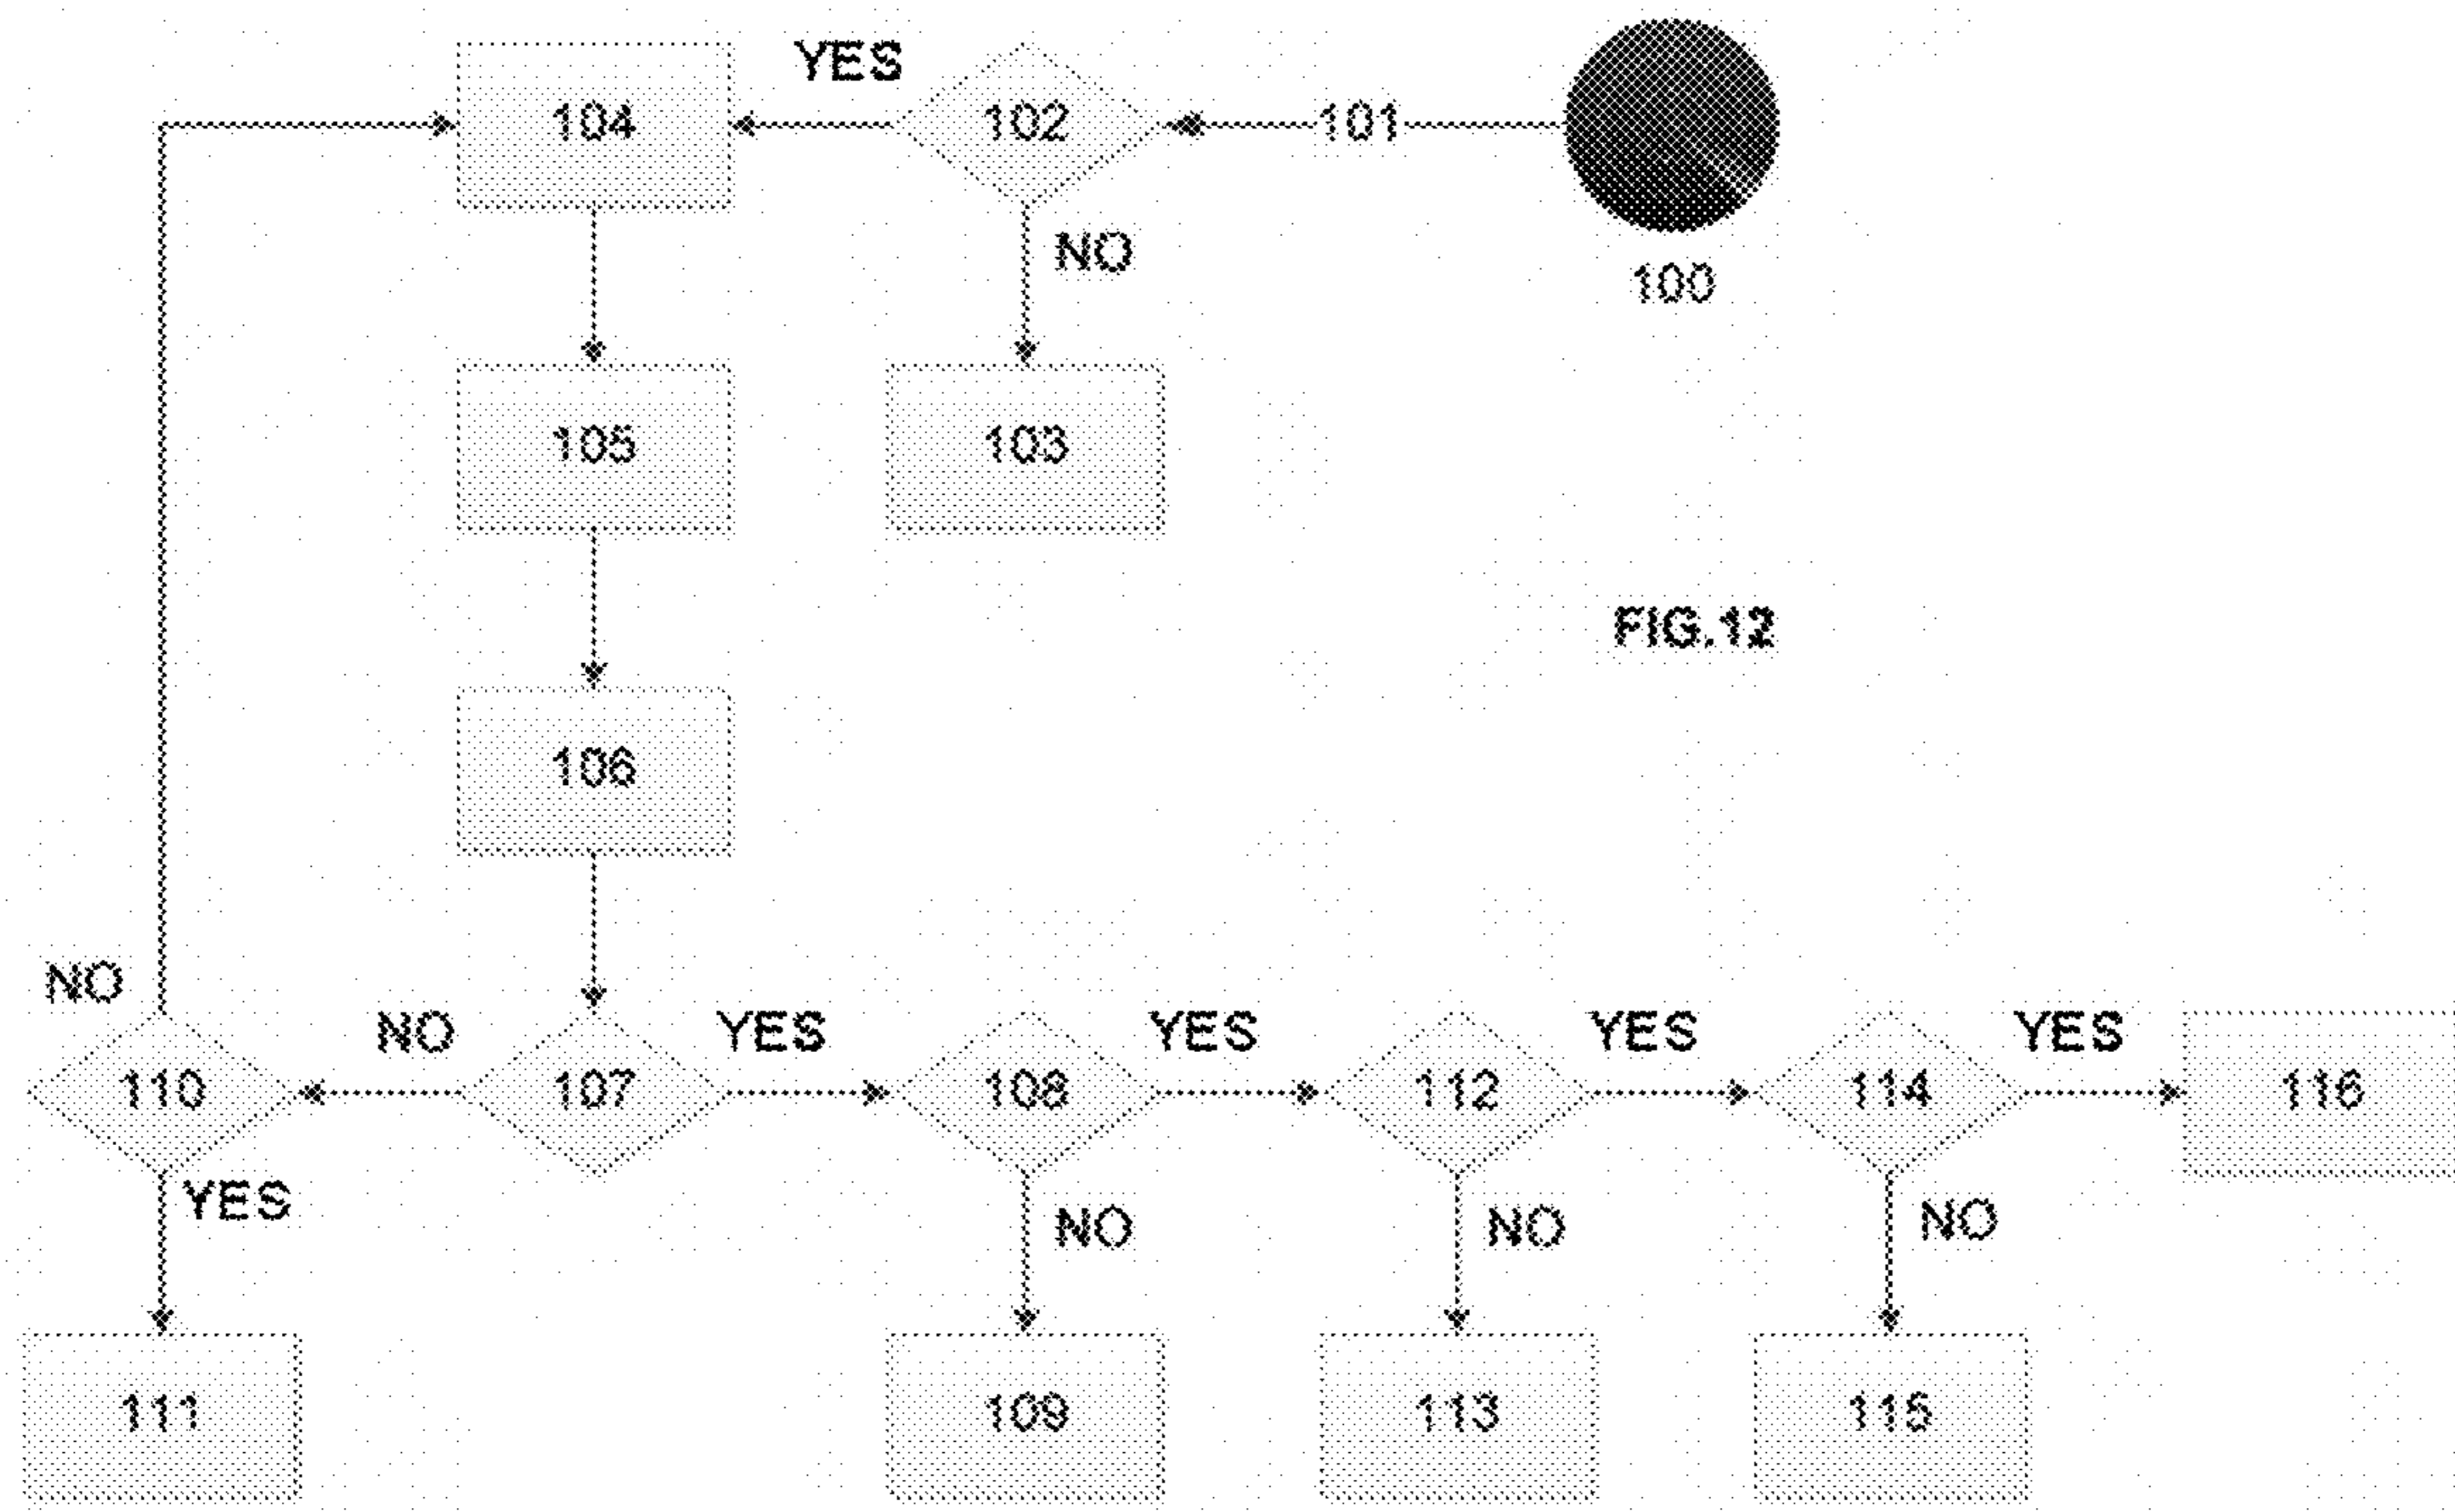 104 YES 102 101
NO
100
105 103
FIG.12
106
NO
NO YES YES YES YES
110 107 108 112 114 116
YES NO NO NO
111 109 113 115